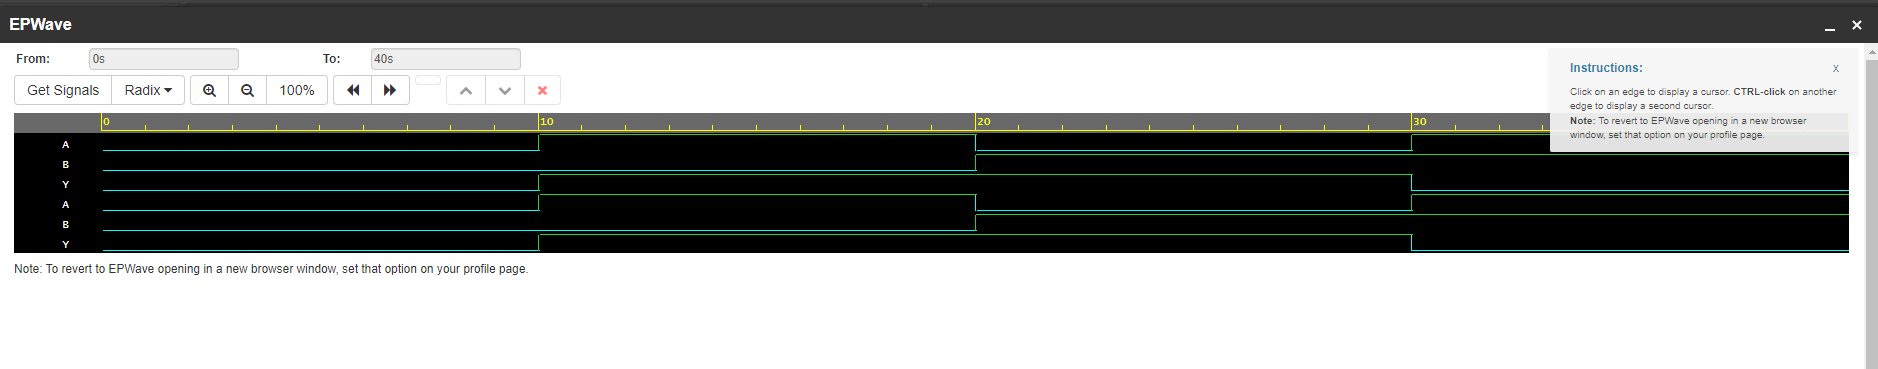 EPWave
From: 0s To: 40s
Get Signals Radix 100%
Instructions: x
Click on an edge to display a cursor. CTRL-click on another
edge to display a second cursor.
Note: To revert to EPWave opening in a new browser
window, set that option on your profile page.
0 10 20 30
A
B
Y
A
B
Y
Note: To revert to EPWave opening in a new browser window, set that option on your profile page.